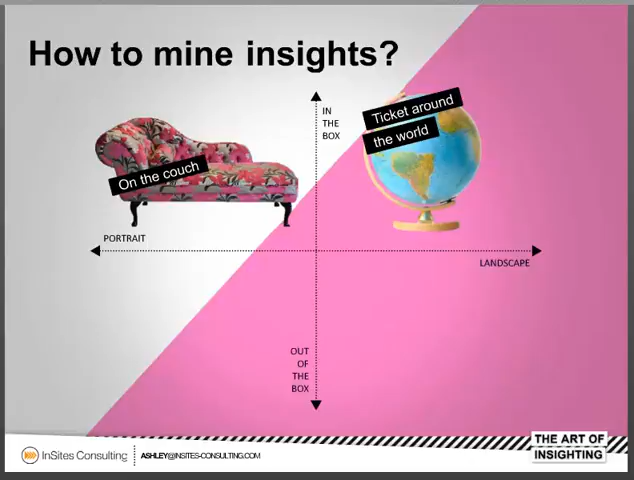 How to mine insights?
IN
THE
BOX
Ticket around
the world
On the couch
PORTRAIT
LANDSCAPE
OUT
OF
THE
BOX
InSites Consulting
ASHLEY@INSITES-CONSULTING.COM
THE ART OF
INSIGHTING